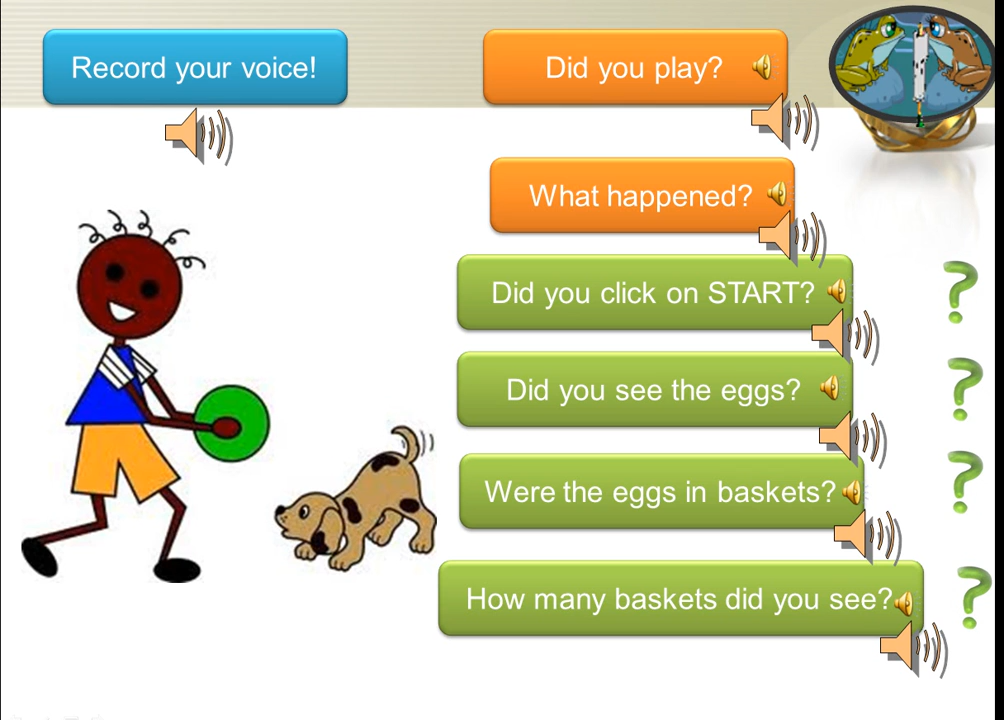 Record your voice!
Did you play?
What happened?
Did you click on START?
Did you see the eggs?
Were the eggs in baskets?
How many baskets did you see?
?
?
?
?